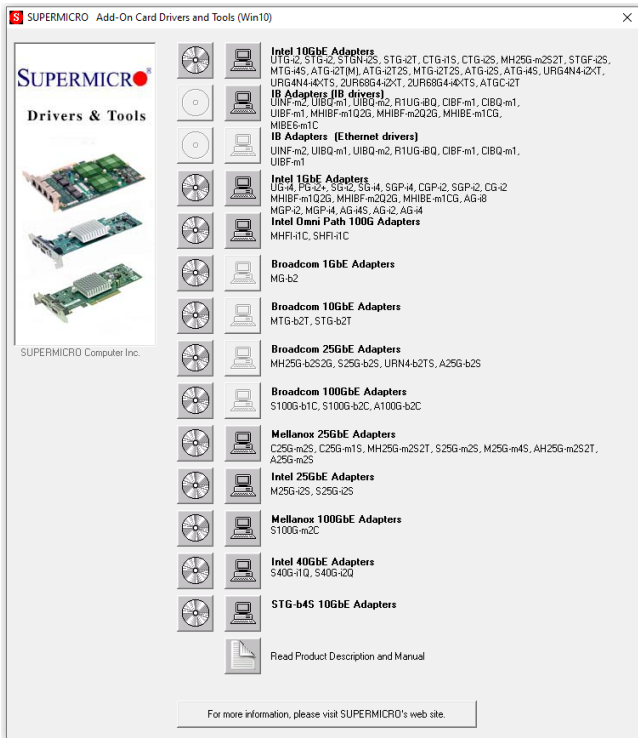 S SUPERMICRO Add-On Card Drivers and Tools (Win10)
SUPERMICRO
Drivers & Tools
SUPERMICRO Computer Inc.
Intel 10GbE Adapters
UTG-i2, STG-i2, STGN-i2S, STG-i2T, CTG-i1S, CTG-i2S, MH25G-m2S2T, STGF-i2S,
MTG-i4S, ATG-i2T(M), ATG-i2T2S, MTG-i2T2S, ATG-i2S, ATG-i4S, URG4N4-i2XT,
URG4N4-i4XTS, 2UR68G4-i2XT, 2UR68G4-i4XTS, ATGC-i2T
IB Adapters (IB drivers)
UINF-m2, UIBQ-m1, UIBQ-m2, R1UG-iBQ, CIBF-m1, CIBQ-m1,
UIBF-m1, MHIBF-m1Q2G, MHIBF-m2Q2G, MHIBE-m1CG,
MIBE6-m1C
IB Adapters (Ethernet drivers)
UINF-m2, UIBQ-m1, UIBQ-m2, R1UG-iBQ, CIBF-m1, CIBQ-m1,
UIBF-m1
Intel 1GbE Adapters
UG-i4, PG-i2+, SG-i2, SG-i4, SGP-i4, CGP-i2, SGP-i2, CG-i2
MHIBF-m1Q2G, MHIBF-m2Q2G, MHIBE-m1CG, AG-i8
MGP-i2, MGP-i4, AG-i4S, AG-i2, AG-i4
Intel Omni Path 100G Adapters
MHFI-i1C, SHFI-i1C
Broadcom 1GbE Adapters
MG-b2
Broadcom 10GbE Adapters
MTG-b2T, STG-b2T
Broadcom 25GbE Adapters
MH25G-b2S2G, S25G-b2S, URN4-b2TS, A25G-b2S
Broadcom 100GbE Adapters
S100G-b1C, S100G-b2C, A100G-b2C
Mellanox 25GbE Adapters
C25G-m2S, C25G-m1S, MH25G-m2S2T, S25G-m2S, M25G-m4S, AH25G-m2S2T,
A25G-m2S
Intel 25GbE Adapters
M25G-i2S, S25G-i2S
Mellanox 100GbE Adapters
S100G-m2C
Intel 40GbE Adapters
S40G-i1Q, S40G-i2Q
STG-b4S 10GbE Adapters
Read Product Description and Manual
For more information, please visit SUPERMICRO's web site.